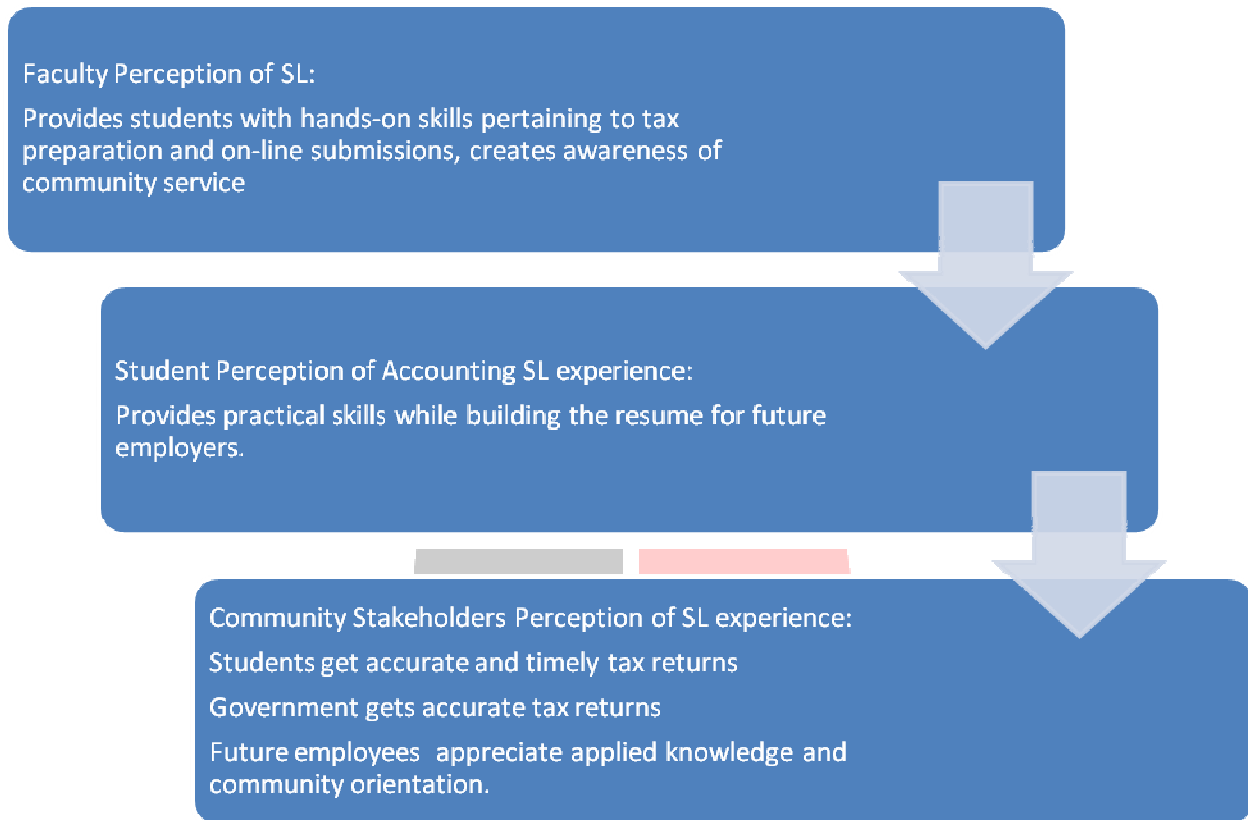 Faculty Perception of SL:
Provides students with hands-on skills pertaining to tax
preparation and on-line submissions, creates awareness of
community service
Student Perception of Accounting SL experience:
Provides practical skills while building the resume for future
employers.
Community Stakeholders Perception of SL experience:
Students get accurate and timely tax returns
Government gets accurate tax returns
Future employees  appreciate applied knowledge and
community orientation.